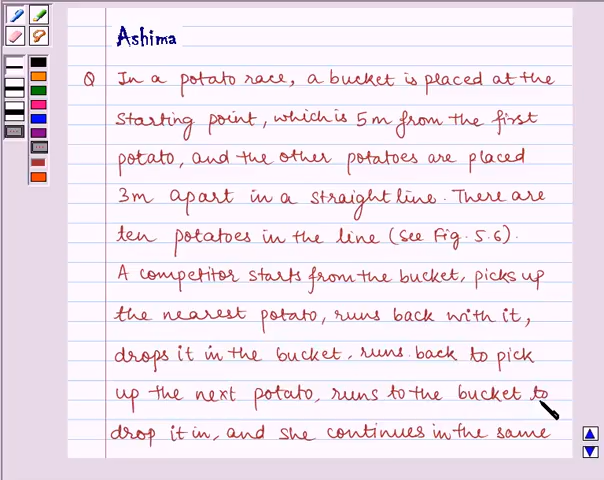 Ashima
Q In a potato race, a bucket is placed at the
starting point, which is 5m from the first
potato, and the other potatoes are placed
3m apart in a straight line. There are
ten potatoes in the line (see Fig. 5.6).
A competitor starts from the bucket, picks up
the nearest potato, runs back with it,
drops it in the bucket, runs back to pick
up the next potato, runs to the bucket to
drop it in, and she continues in the same